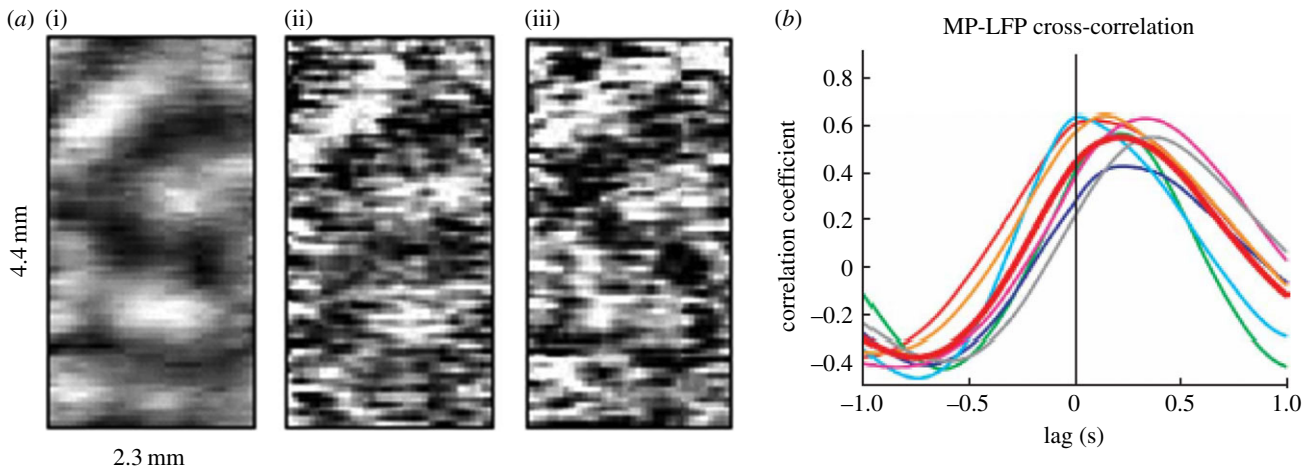 (a) (i) (ii) (iii)
4.4 mm
2.3 mm
(b) MP-LFP cross-correlation
correlation coefficient
0.8
0.6
0.4
0.2
0
–0.2
–0.4
–1.0 –0.5 0 0.5 1.0
lag (s)